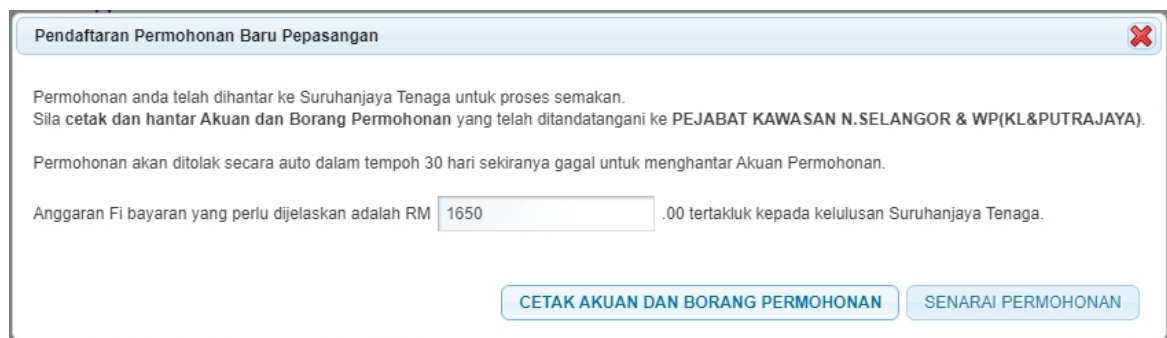 Pendaftaran Permohonan Baru Pepasangan
Permohonan anda telah dihantar ke Suruhanjaya Tenaga untuk proses semakan.
Sila cetak dan hantar Akuan dan Borang Permohonan yang telah ditandatangani ke PEJABAT KAWASAN N.SELANGOR & WP(KL&PUTRAJAYA).
Permohonan akan ditolak secara auto dalam tempoh 30 hari sekiranya gagal untuk menghantar Akuan Permohonan.
Anggaran Fi bayaran yang perlu dijelaskan adalah RM 1650 .00 tertakluk kepada kelulusan Suruhanjaya Tenaga.
CETAK AKUAN DAN BORANG PERMOHONAN SENARAI PERMOHONAN